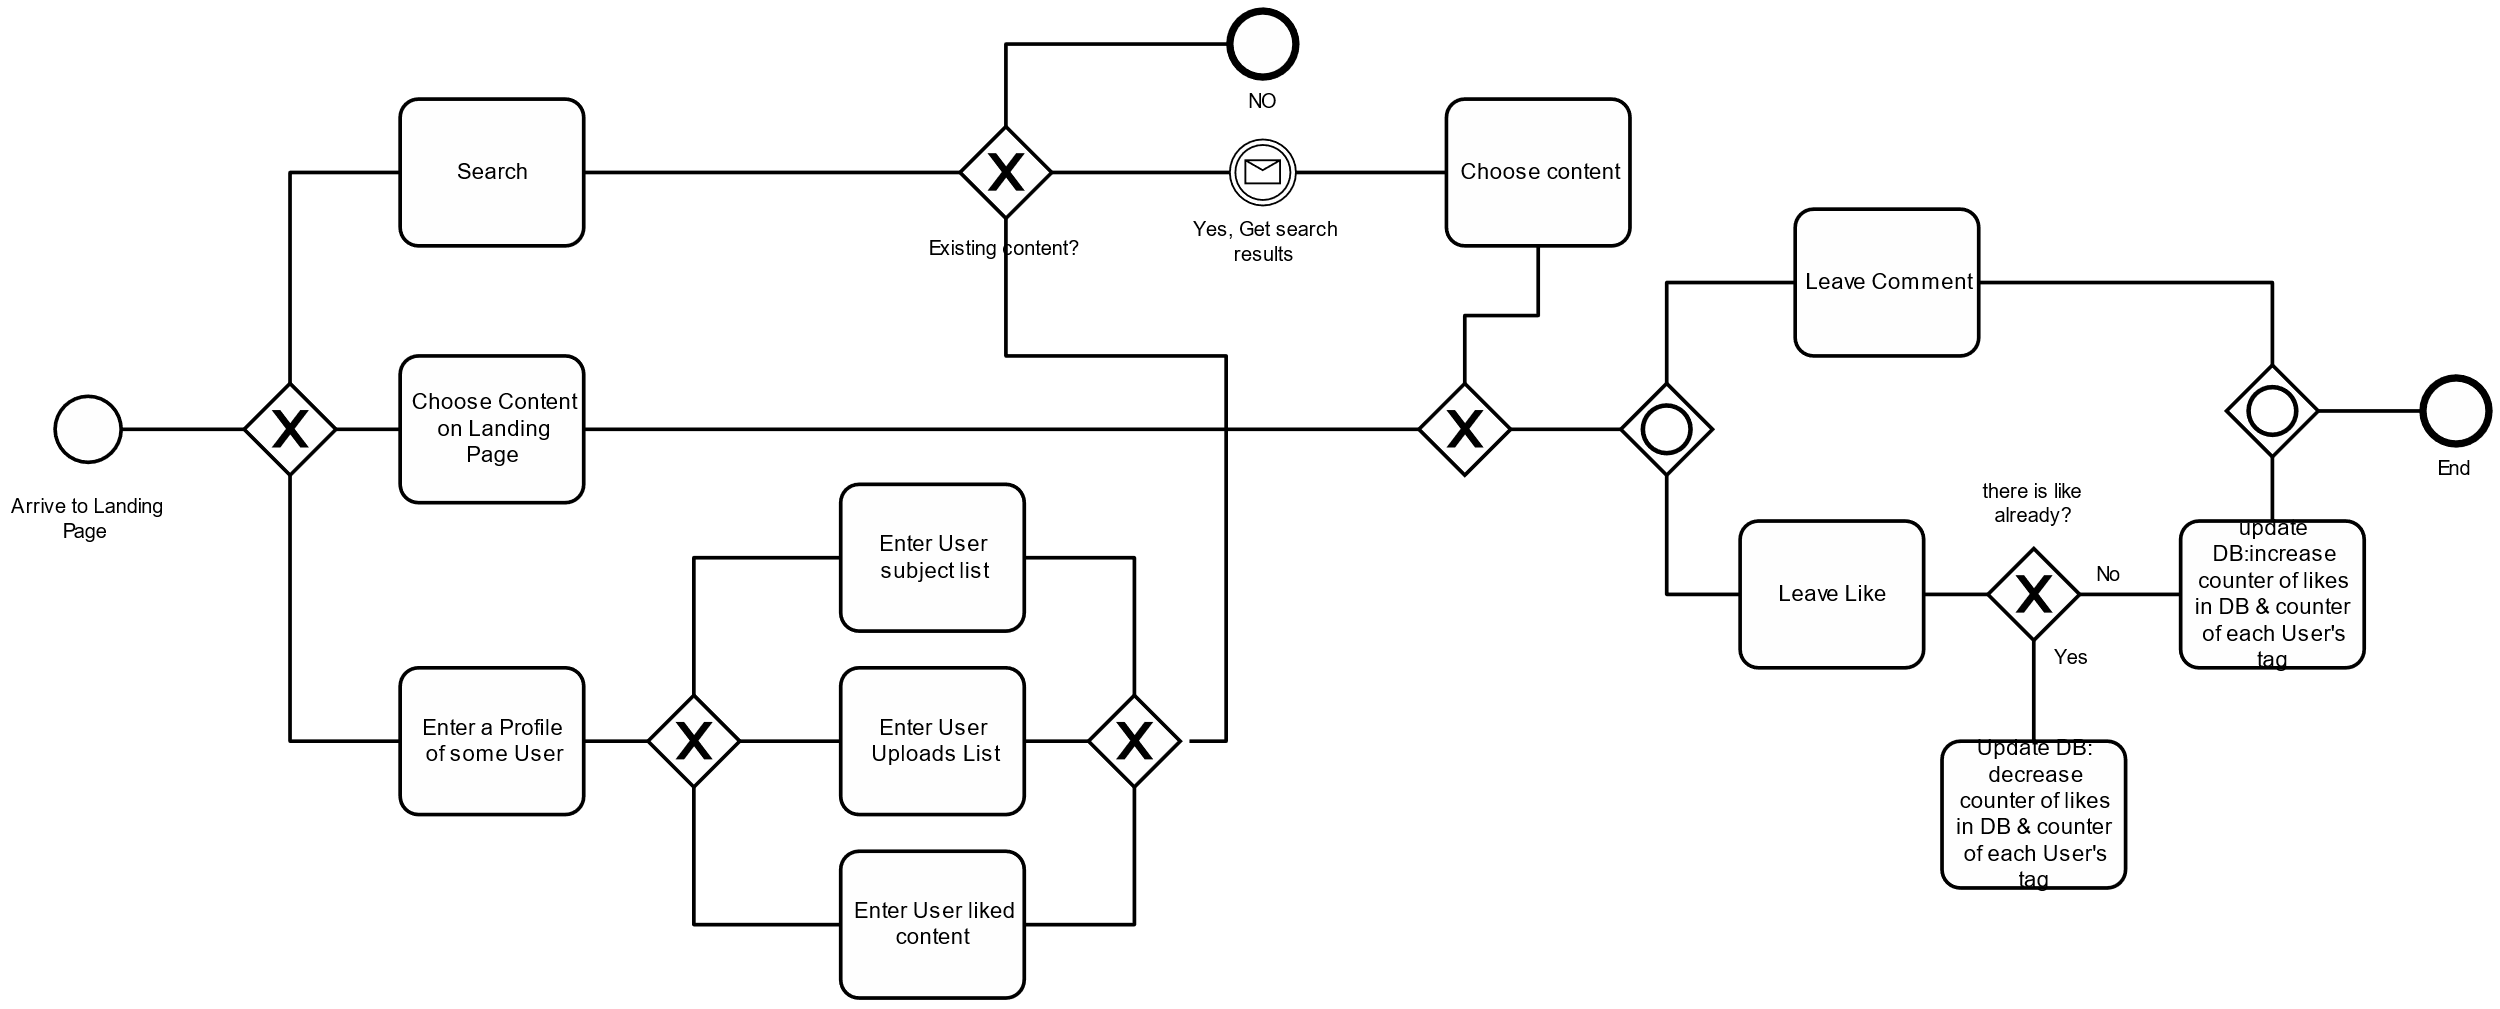 NO
Search
Existing content?
Yes, Get search
results
Choose content
Leave Comment
Arrive to Landing
Page
Choose Content
on Landing
Page
End
there is like
already?
Enter User
subject list
Leave Like
No
Yes
update
DB:increase
counter of likes
in DB & counter
of each User's
tag
Enter a Profile
of some User
Enter User
Uploads List
Update DB:
decrease
counter of likes
in DB & counter
of each User's
tag
Enter User liked
content